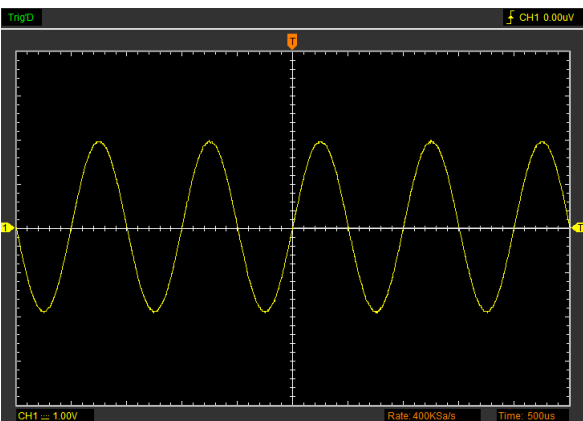 Trig'D
CH1 0.00uV
T
1
T
CH1 1.00V
Rate: 400KSa/s
Time: 500us